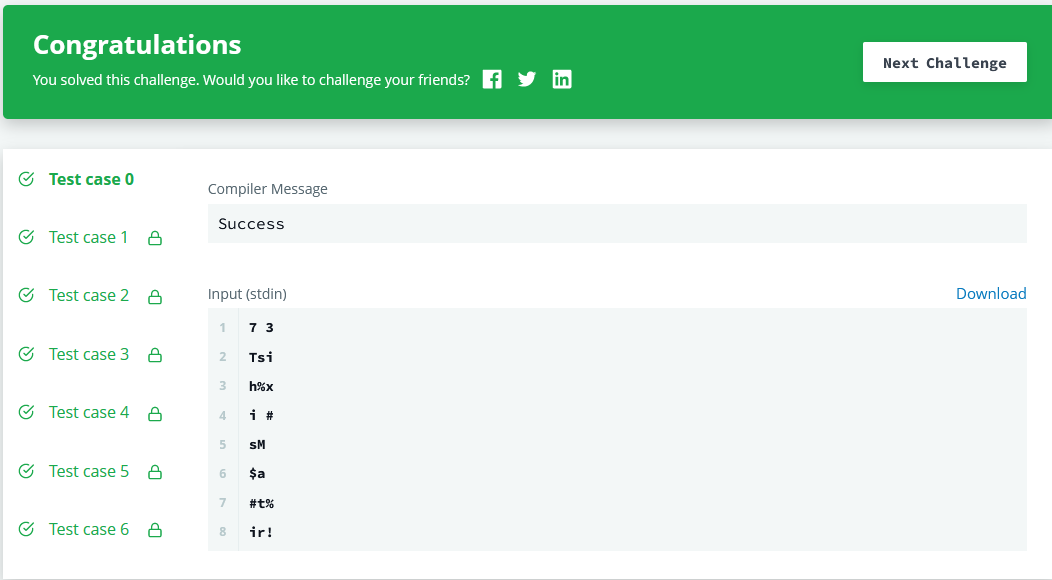 Congratulations
You solved this challenge. Would you like to challenge your friends?
Next Challenge
Test case 0
Test case 1
Test case 2
Test case 3
Test case 4
Test case 5
Test case 6
Compiler Message
Success
Input (stdin)
Download
1 7 3
2 Tsi
3 h%x
4 i #
5 sM
6 $a
7 #t%
8 ir!